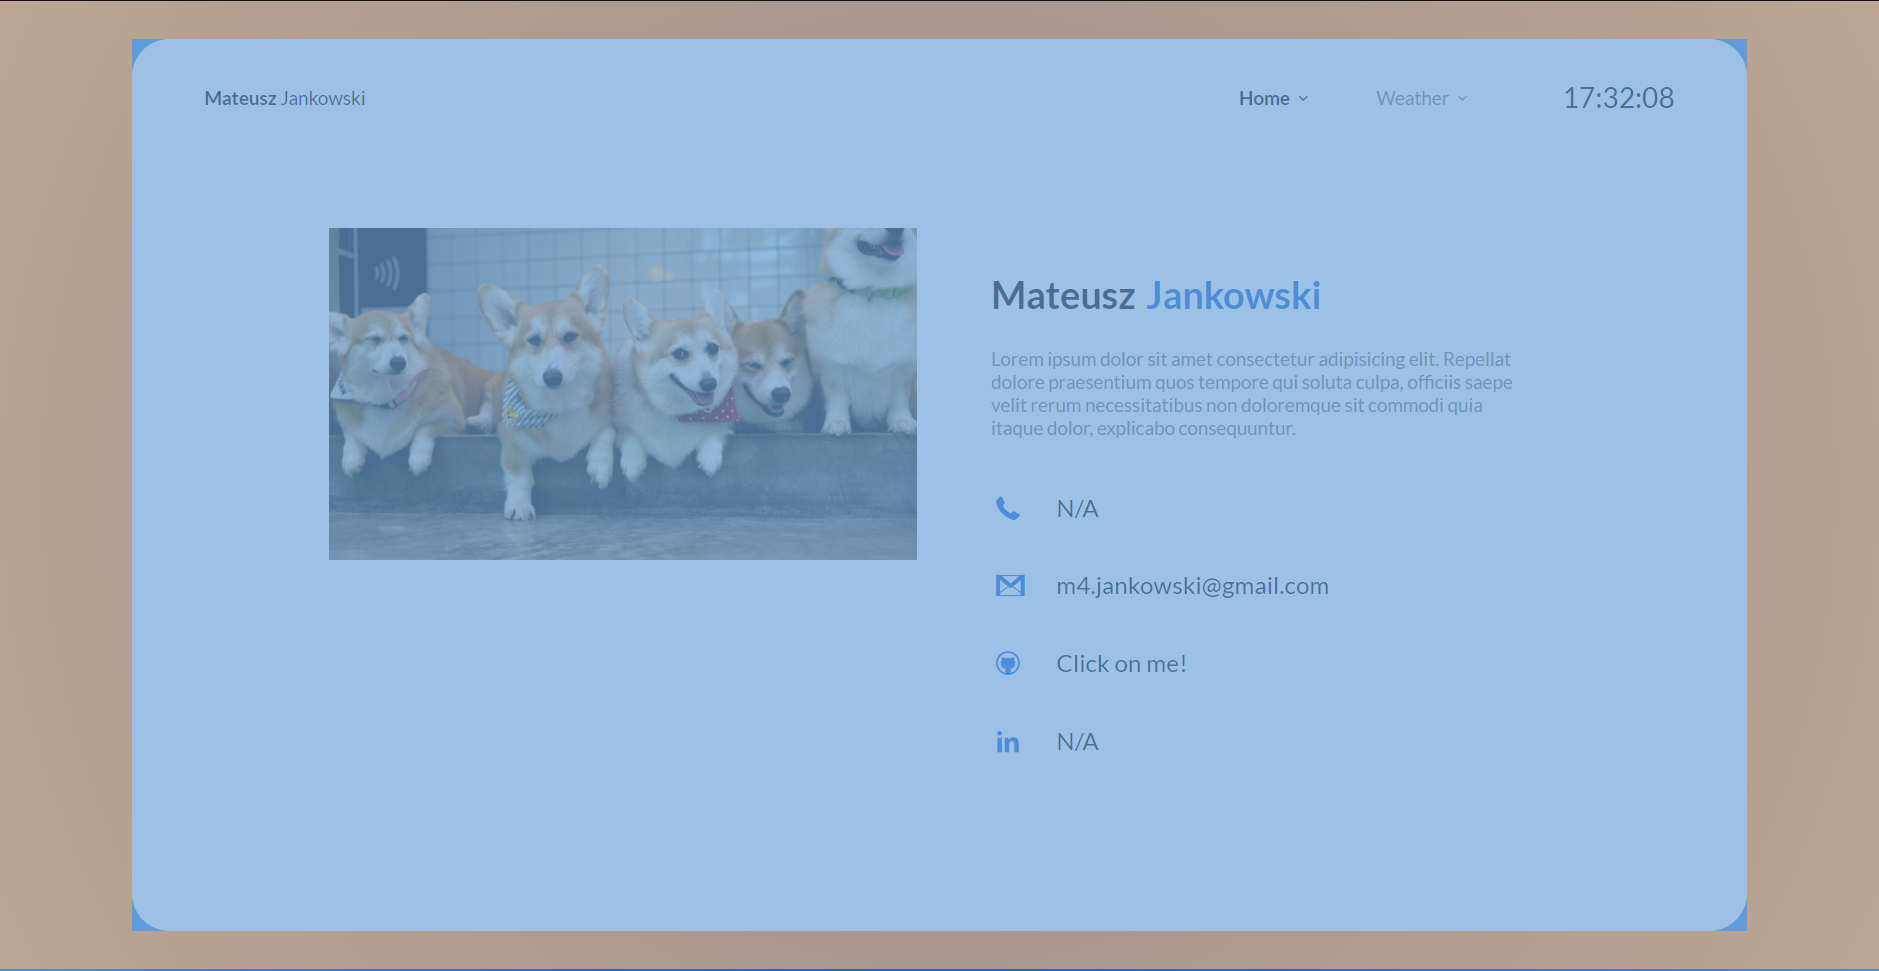 Mateusz Jankowski
Home
Weather
17:32:08
Mateusz Jankowski
Lorem ipsum dolor sit amet consectetur adipisicing elit. Repellat
dolore praesentium quos tempore qui soluta culpa, officiis saepe
velit rerum necessitatibus non doloremque sit commodi quia
itaque dolor, explicabo consequuntur.
N/A
m4.jankowski@gmail.com
Click on me!
in
N/A